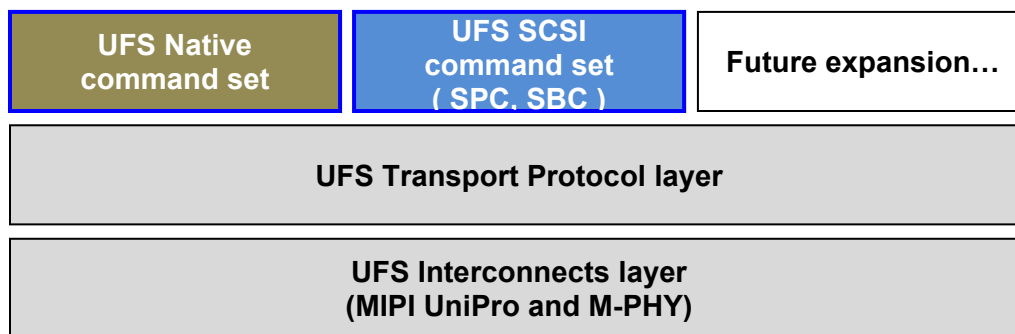 UFS Native
command set
UFS SCSI
command set
( SPC, SBC )
Future expansion…
UFS Transport Protocol layer
UFS Interconnects layer
(MIPI UniPro and M-PHY)